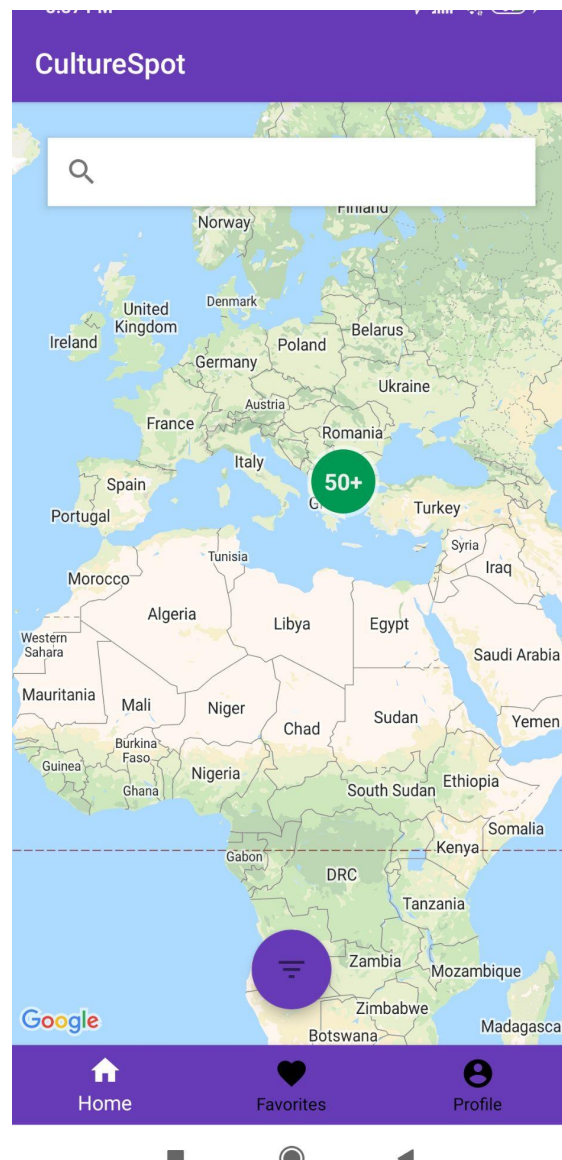 CultureSpot
Norway
Finland
Denmark
United
Kingdom
Ireland
Belarus
Poland
Germany
Ukraine
Austria
France
Romania
Italy
50+
Spain
Portugal
Turkey
Syria
Tunisia
Iraq
Morocco
Algeria
Libya
Egypt
Western
Sahara
Saudi Arabia
Mauritania
Mali
Niger
Chad
Sudan
Yemen
Burkina
Faso
Guinea
Nigeria
Ghana
South Sudan
Ethiopia
Somalia
Kenya
Gabon
DRC
Tanzania
Zambia
Mozambique
Zimbabwe
Google
Botswana
Madagasca
Home
Favorites
Profile